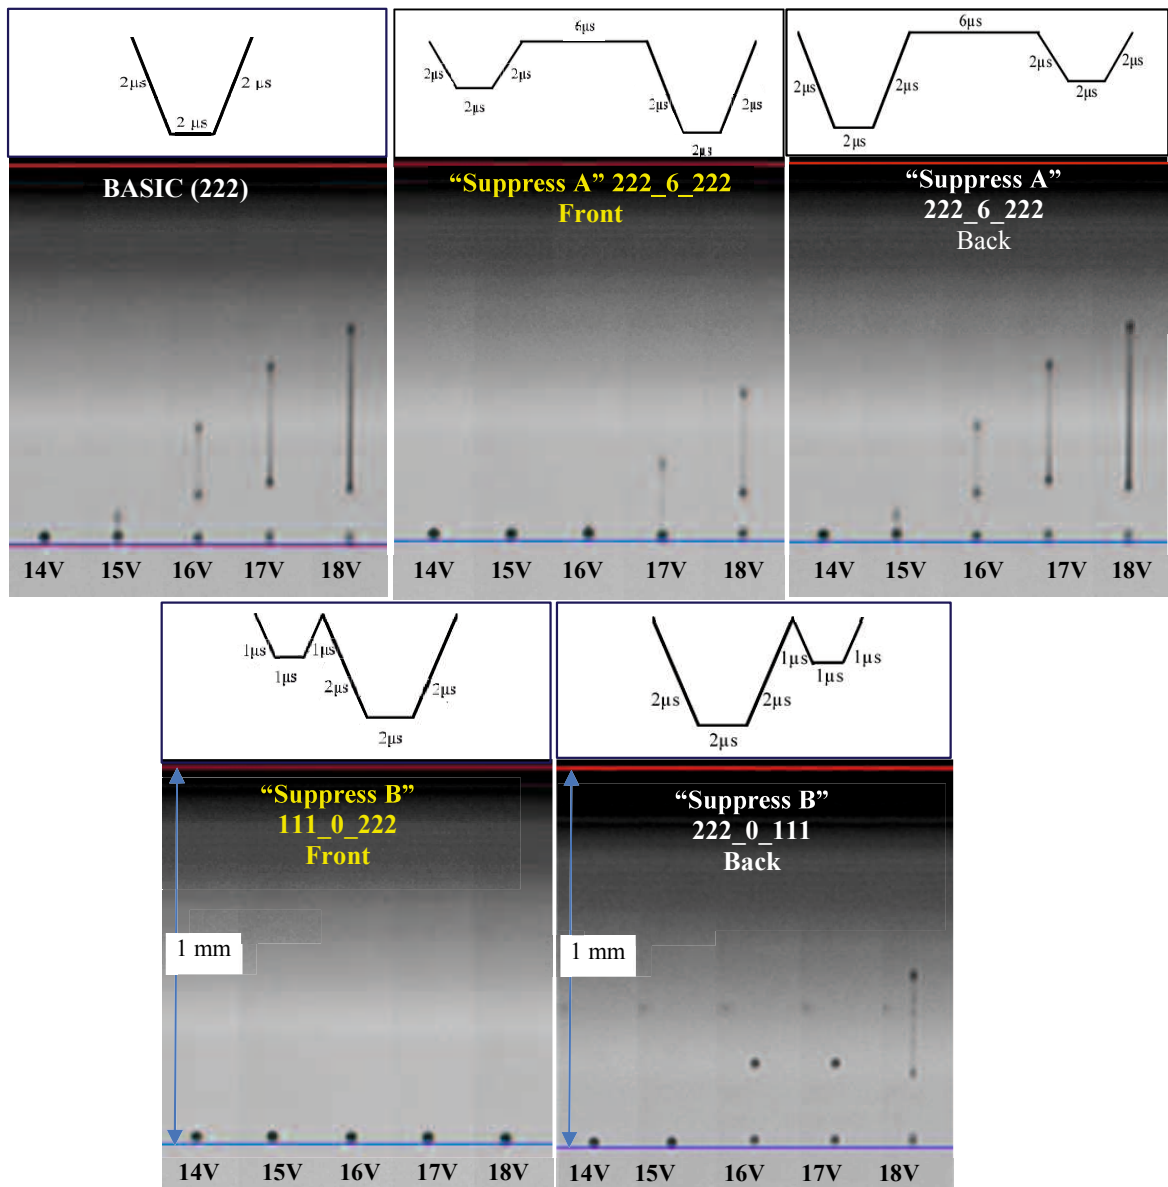 2μs
2 μs
2 μs
BASIC (222)
14V 15V 16V 17V 18V
6μs
2μs
2μs
2μs
2μs
2μs
2μs
“Suppress A” 222_6_222
Front
14V 15V 16V 17V 18V
6μs
2μs
2μs
2μs
2μs
2μs
2μs
“Suppress A”
222_6_222
Back
14V 15V 16V 17V 18V
1μs
1μs
1μs
2μs
2μs
2μs
“Suppress B”
111_0_222
Front
1 mm
14V 15V 16V 17V 18V
2μs
2μs
2μs
1μs
1μs
1μs
“Suppress B”
222_0_111
Back
1 mm
14V 15V 16V 17V 18V